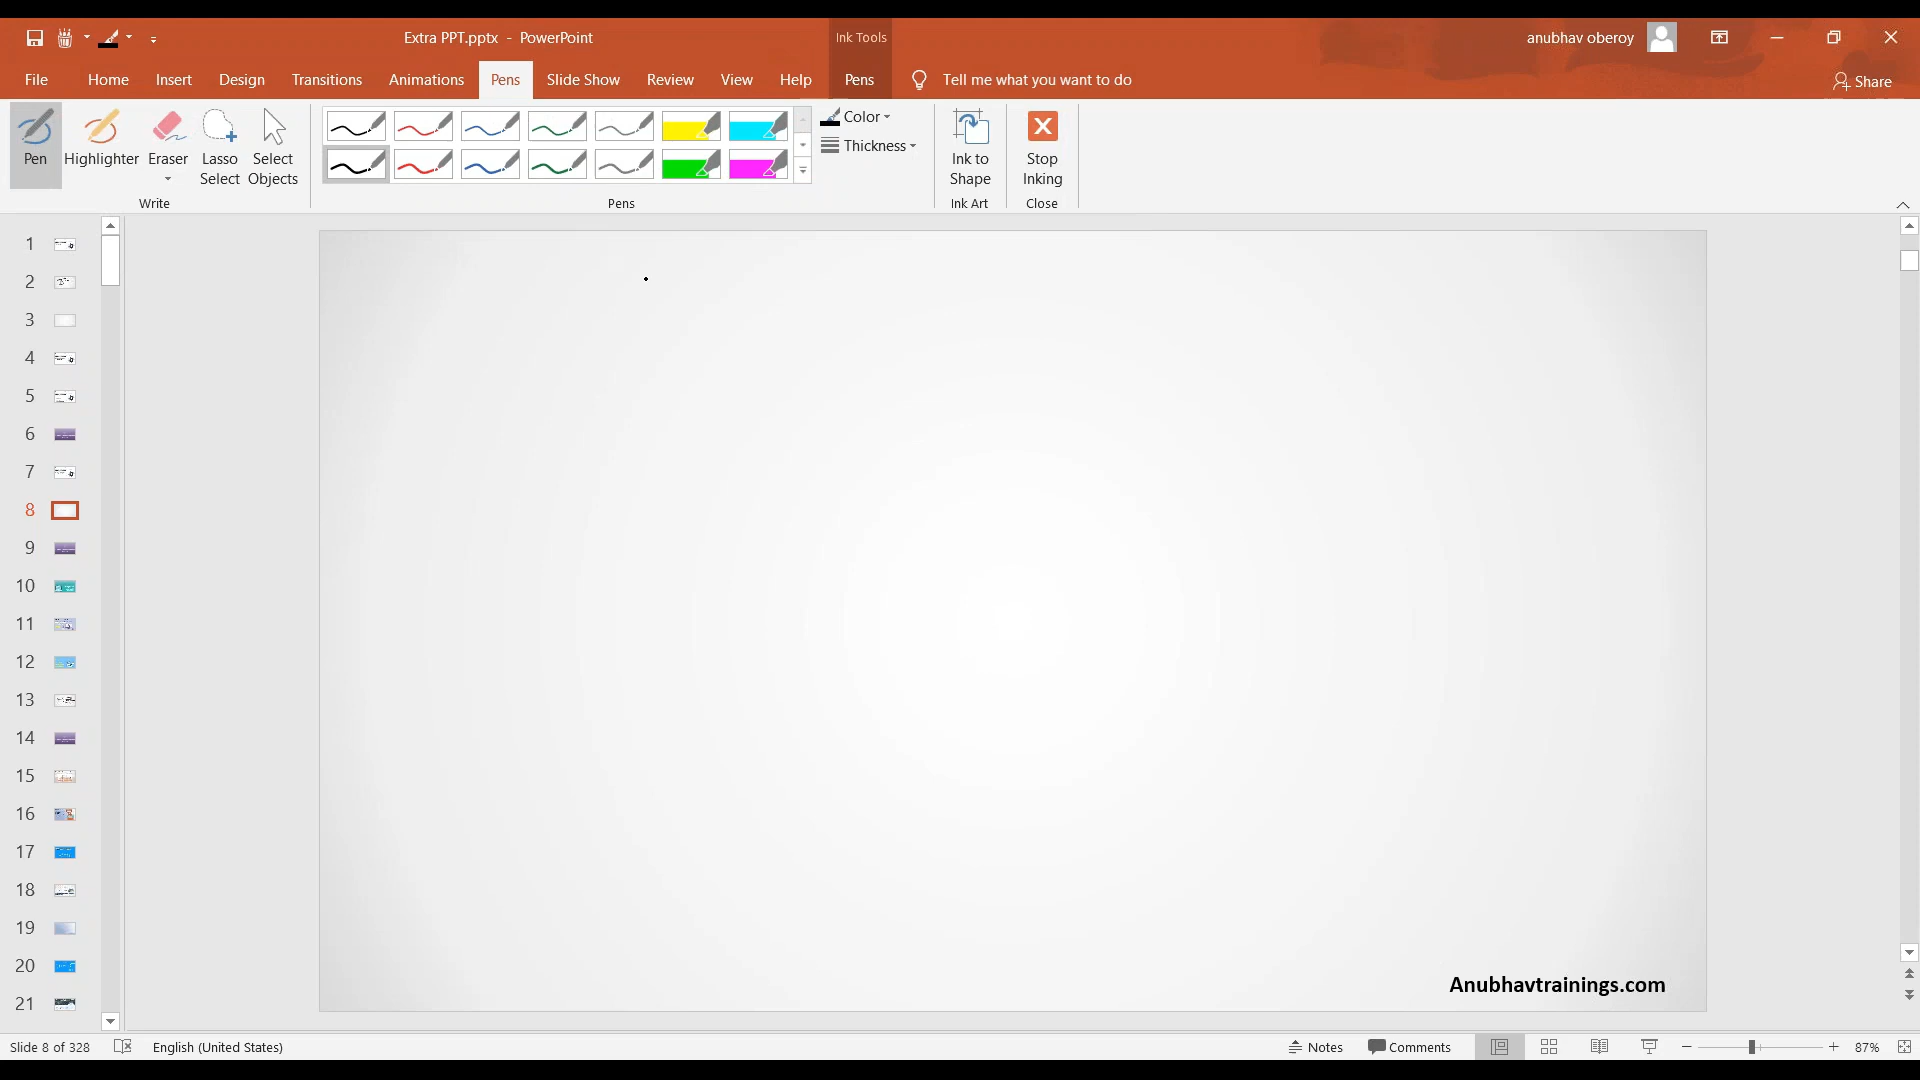 Extra PPT.pptx - PowerPoint
Ink Tools
anubhav oberoy
File Home Insert Design Transitions Animations Pens Slide Show Review View Help Pens Tell me what you want to do
Share
Pen Highlighter Eraser Lasso Select Select Objects
Color
Thickness
Ink to Shape
Stop Inking
Write
Pens
Ink Art
Close
1
2
3
4
5
6
7
8
9
10
11
12
13
14
15
16
17
18
19
20
21
Anubhavtrainings.com
Slide 8 of 328 English (United States) Notes Comments 87%